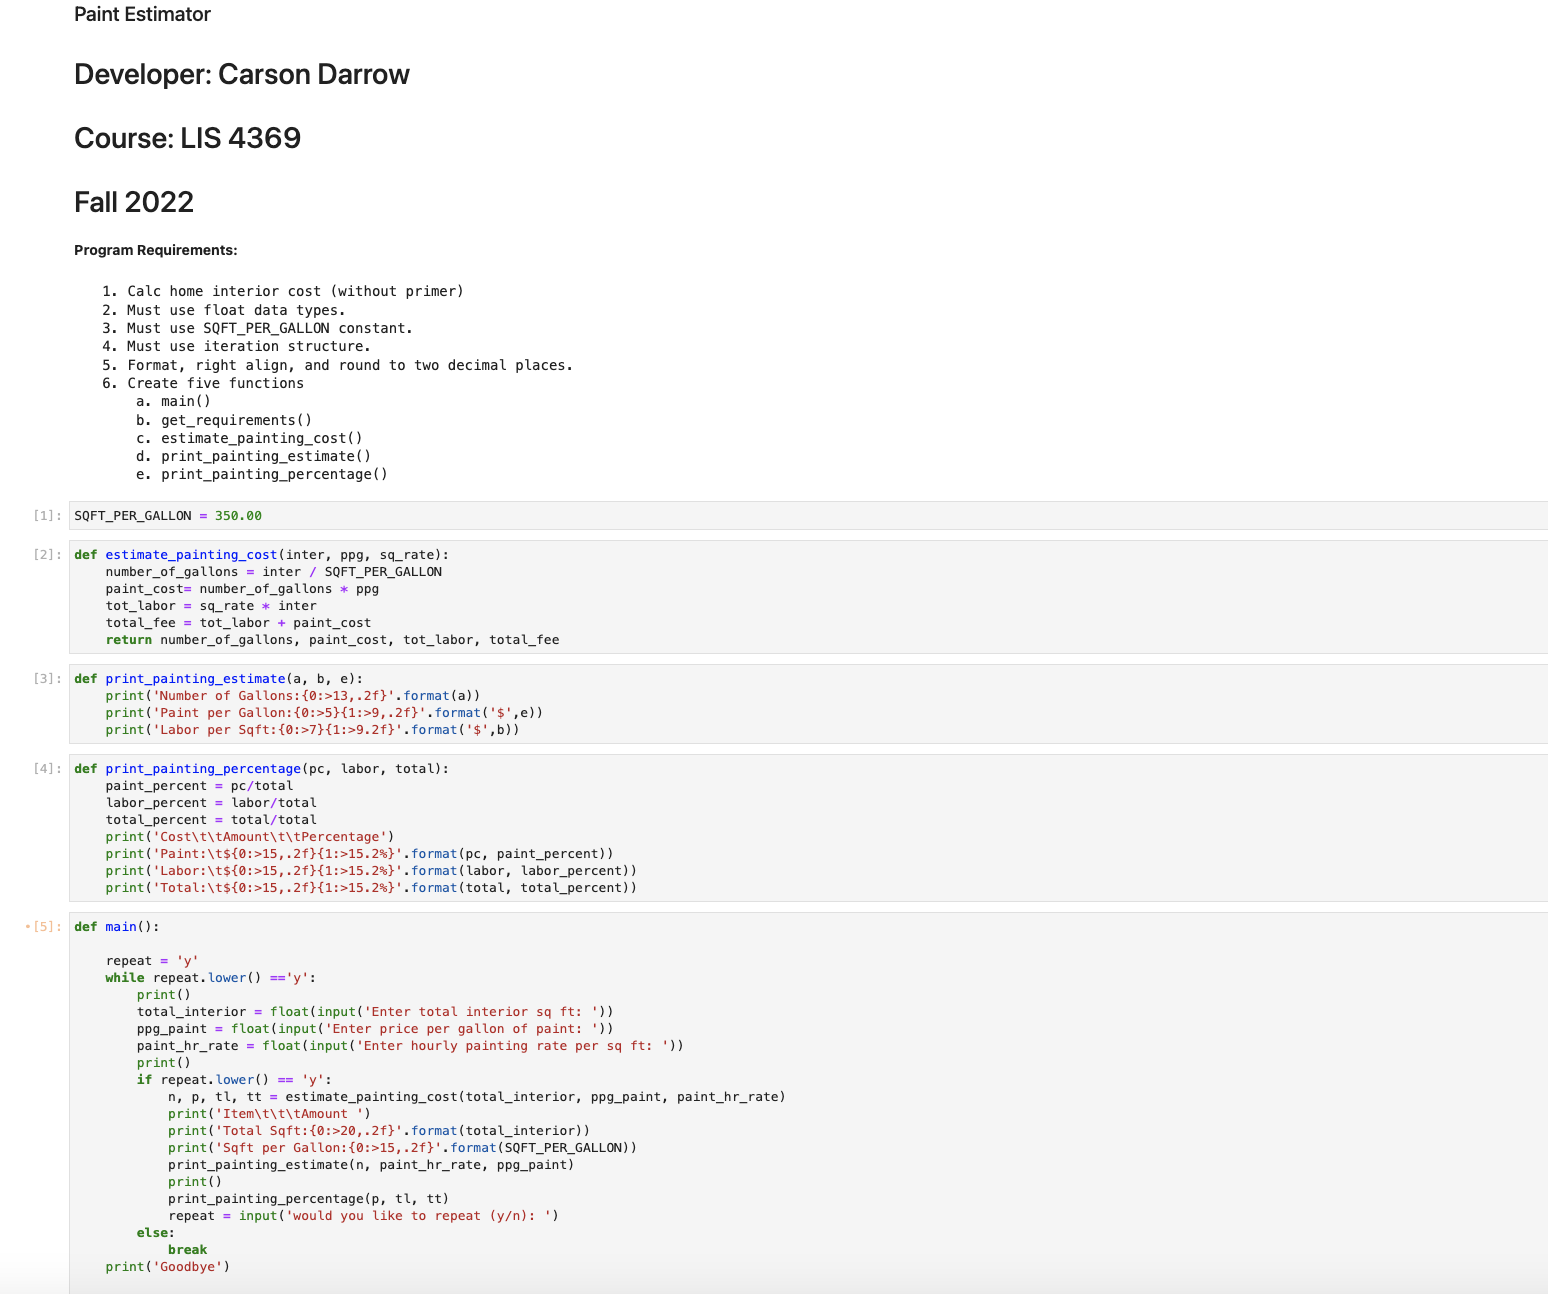 Paint Estimator
Developer: Carson Darrow
Course: LIS 4369
Fall 2022
Program Requirements:
1. Calc home interior cost (without primer)
2. Must use float data types.
3. Must use SQFT_PER_GALLON constant.
4. Must use iteration structure.
5. Format, right align, and round to two decimal places.
6. Create five functions
    a. main()
    b. get_requirements()
    c. estimate_painting_cost()
    d. print_painting_estimate()
    e. print_painting_percentage()
[1]: SQFT_PER_GALLON = 350.00
[2]: def estimate_painting_cost(inter, ppg, sq_rate):
    number_of_gallons = inter / SQFT_PER_GALLON
    paint_cost= number_of_gallons * ppg
    tot_labor = sq_rate * inter
    total_fee = tot_labor + paint_cost
    return number_of_gallons, paint_cost, tot_labor, total_fee
[3]: def print_painting_estimate(a, b, e):
    print('Number of Gallons:{0:>13,.2f}'.format(a))
    print('Paint per Gallon:{0:>5}{1:>9,.2f}'.format('$',e))
    print('Labor per Sqft:{0:>7}{1:>9.2f}'.format('$',b))
[4]: def print_painting_percentage(pc, labor, total):
    paint_percent = pc/total
    labor_percent = labor/total
    total_percent = total/total
    print('Cost\t\tAmount\t\tPercentage')
    print('Paint:\t${0:>15,.2f}{1:>15.2%}'.format(pc, paint_percent))
    print('Labor:\t${0:>15,.2f}{1:>15.2%}'.format(labor, labor_percent))
    print('Total:\t${0:>15,.2f}{1:>15.2%}'.format(total, total_percent))
•[5]: def main():
    repeat = 'y'
    while repeat.lower() =='y':
        print()
        total_interior = float(input('Enter total interior sq ft: '))
        ppg_paint = float(input('Enter price per gallon of paint: '))
        paint_hr_rate = float(input('Enter hourly painting rate per sq ft: '))
        print()
        if repeat.lower() == 'y':
            n, p, tl, tt = estimate_painting_cost(total_interior, ppg_paint, paint_hr_rate)
            print('Item\t\t\tAmount ')
            print('Total Sqft:{0:>20,.2f}'.format(total_interior))
            print('Sqft per Gallon:{0:>15,.2f}'.format(SQFT_PER_GALLON))
            print_painting_estimate(n, paint_hr_rate, ppg_paint)
            print()
            print_painting_percentage(p, tl, tt)
            repeat = input('would you like to repeat (y/n): ')
        else:
            break
    print('Goodbye')